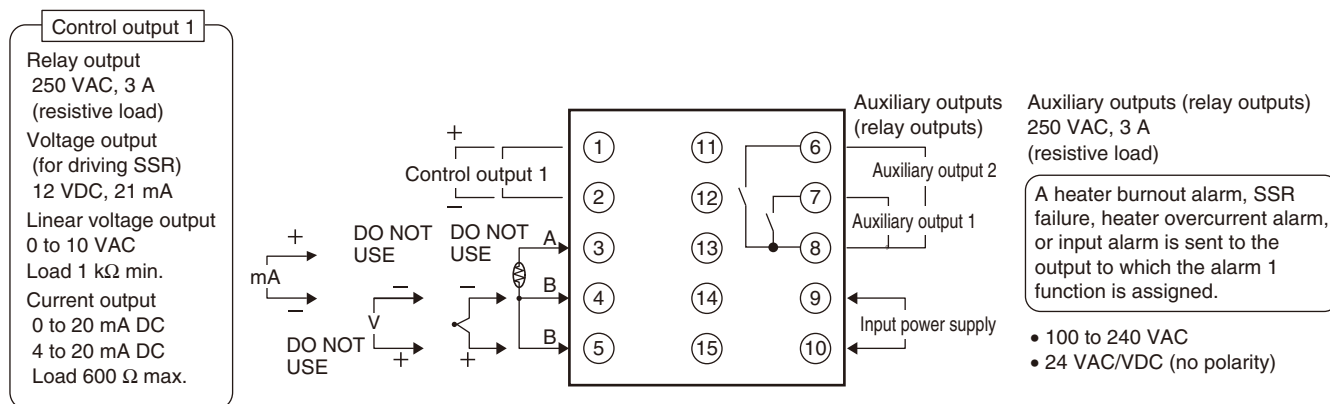 Control output 1
Relay output
250 VAC, 3 A
(resistive load)
Voltage output
(for driving SSR)
12 VDC, 21 mA
Linear voltage output
0 to 10 VAC
Load 1 kΩ min.
Current output
0 to 20 mA DC
4 to 20 mA DC
Load 600 Ω max.
+
mA
−
DO NOT
USE
DO NOT
USE
−
V
+
DO NOT
USE
−
+
+
Control output 1
−
A
B
B
1
2
3
4
5
11
12
13
14
15
6
7
8
9
10
Auxiliary outputs
(relay outputs)
Auxiliary output 2
Auxiliary output 1
Input power supply
Auxiliary outputs (relay outputs)
250 VAC, 3 A
(resistive load)
A heater burnout alarm, SSR
failure, heater overcurrent alarm,
or input alarm is sent to the
output to which the alarm 1
function is assigned.
• 100 to 240 VAC
• 24 VAC/VDC (no polarity)